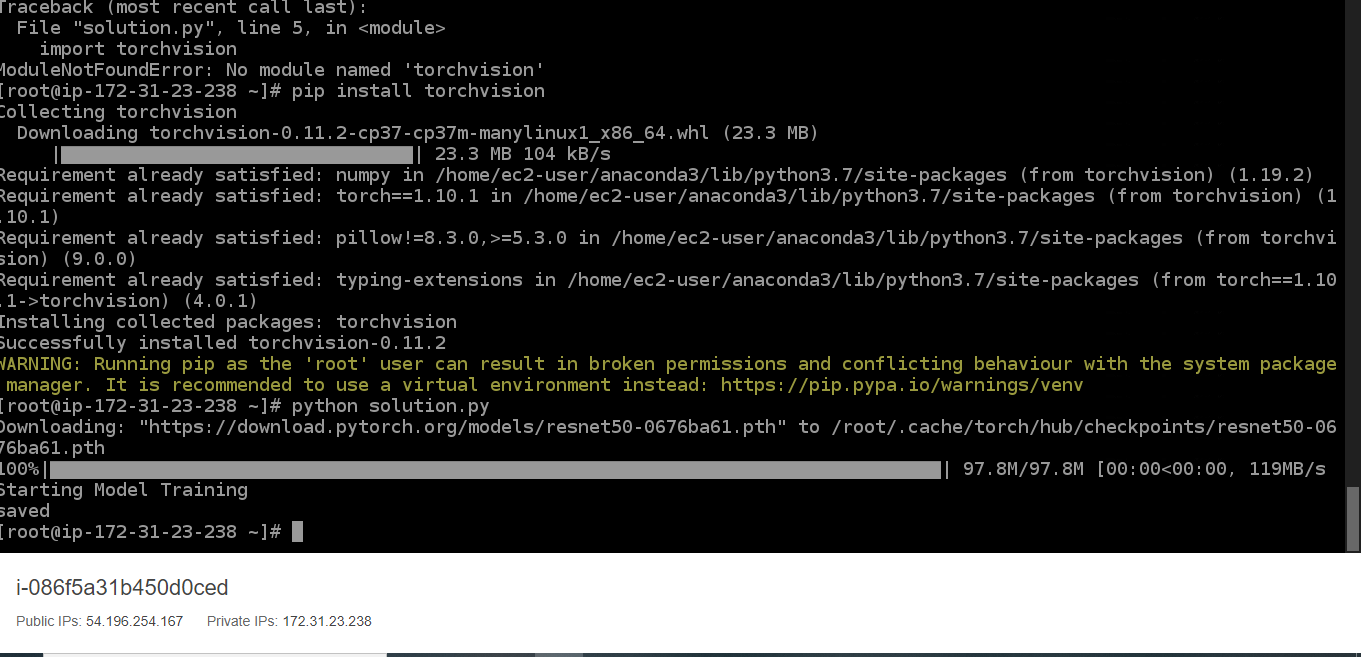 Traceback (most recent call last):
  File "solution.py", line 5, in <module>
    import torchvision
ModuleNotFoundError: No module named 'torchvision'
[root@ip-172-31-23-238 ~]# pip install torchvision
Collecting torchvision
  Downloading torchvision-0.11.2-cp37-cp37m-manylinux1_x86_64.whl (23.3 MB)
     || 23.3 MB 104 kB/s
Requirement already satisfied: numpy in /home/ec2-user/anaconda3/lib/python3.7/site-packages (from torchvision) (1.19.2)
Requirement already satisfied: torch==1.10.1 in /home/ec2-user/anaconda3/lib/python3.7/site-packages (from torchvision) (1
.10.1)
Requirement already satisfied: pillow!=8.3.0,>=5.3.0 in /home/ec2-user/anaconda3/lib/python3.7/site-packages (from torchvi
sion) (9.0.0)
Requirement already satisfied: typing-extensions in /home/ec2-user/anaconda3/lib/python3.7/site-packages (from torch==1.10
.1->torchvision) (4.0.1)
Installing collected packages: torchvision
Successfully installed torchvision-0.11.2
WARNING: Running pip as the 'root' user can result in broken permissions and conflicting behaviour with the system package
 manager. It is recommended to use a virtual environment instead: https://pip.pypa.io/warnings/venv
[root@ip-172-31-23-238 ~]# python solution.py
Downloading: "https://download.pytorch.org/models/resnet50-0676ba61.pth" to /root/.cache/torch/hub/checkpoints/resnet50-06
76ba61.pth
100%|| 97.8M/97.8M [00:00<00:00, 119MB/s
Starting Model Training
saved
[root@ip-172-31-23-238 ~]#
i-086f5a31b450d0ced
Public IPs: 54.196.254.167 Private IPs: 172.31.23.238